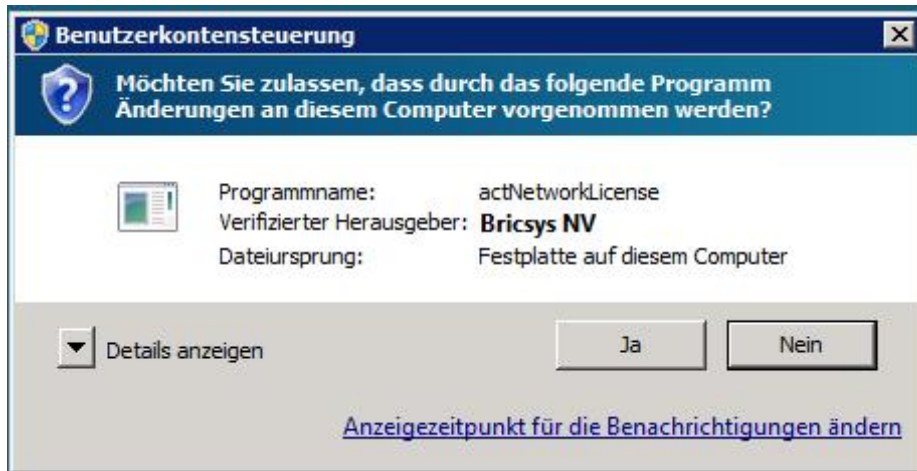 Benutzerkontensteuerung
Möchten Sie zulassen, dass durch das folgende Programm
Änderungen an diesem Computer vorgenommen werden?
Programmname: actNetworkLicense
Verifizierter Herausgeber: Bricsys NV
Dateiursprung: Festplatte auf diesem Computer
Details anzeigen Ja Nein
Anzeigezeitpunkt für die Benachrichtigungen ändern